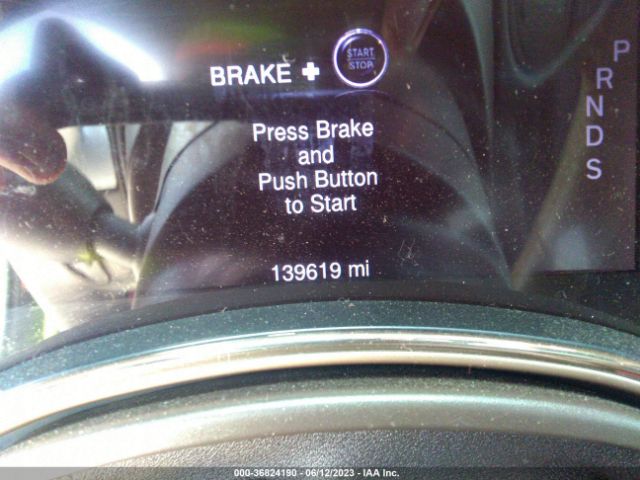 BRAKE + START
STOP
Press Brake
and
Push Button
to Start
139619 mi
P
R
N
D
S
000-36824190 - 06/12/2023 - IAA Inc.